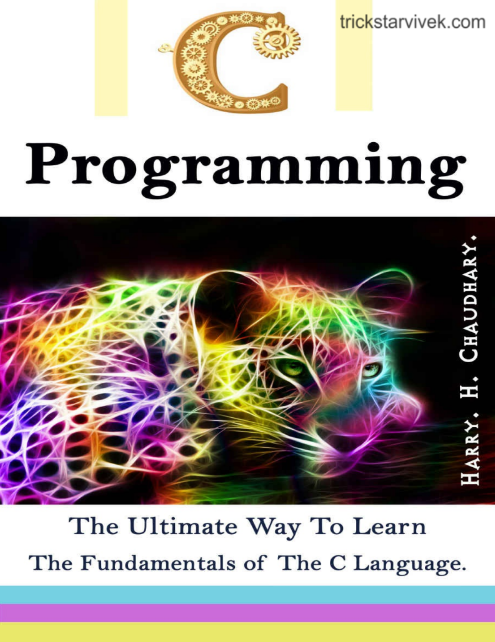 trickstarvivek.com
C
Programming
HARRY. H. CHAUDHARY.
The Ultimate Way To Learn
The Fundamentals of The C Language.